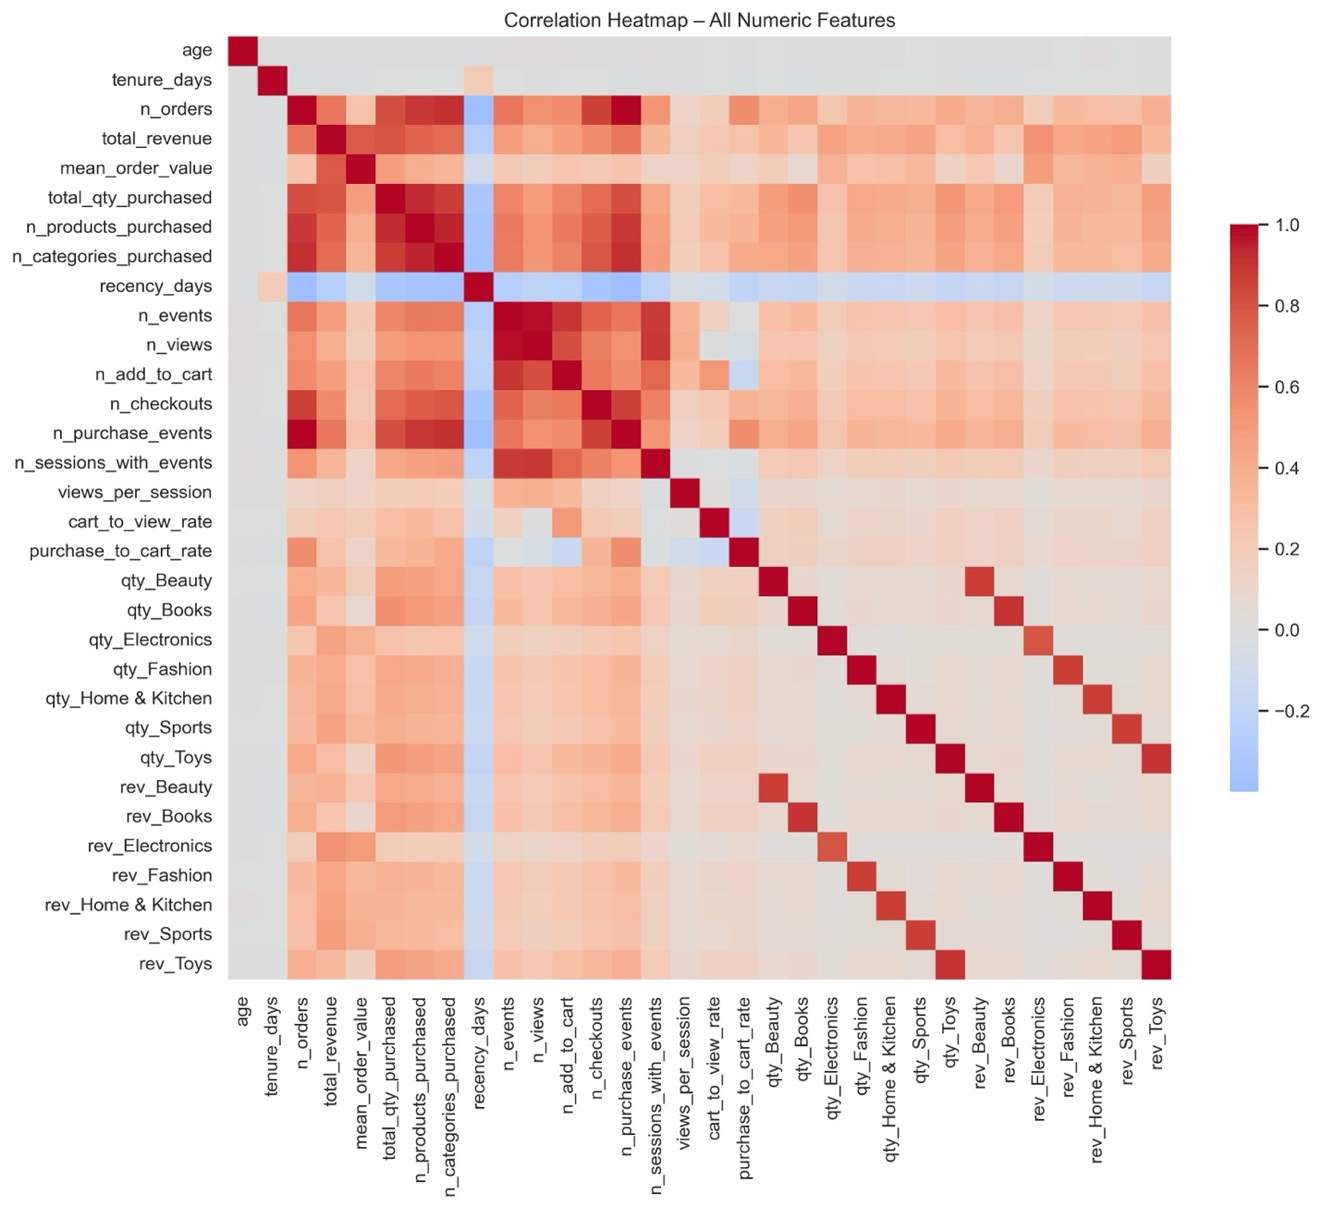 Correlation Heatmap – All Numeric Features
age
tenure_days
n_orders
total_revenue
mean_order_value
total_qty_purchased
n_products_purchased
n_categories_purchased
recency_days
n_events
n_views
n_add_to_cart
n_checkouts
n_purchase_events
n_sessions_with_events
views_per_session
cart_to_view_rate
purchase_to_cart_rate
qty_Beauty
qty_Books
qty_Electronics
qty_Fashion
qty_Home & Kitchen
qty_Sports
qty_Toys
rev_Beauty
rev_Books
rev_Electronics
rev_Fashion
rev_Home & Kitchen
rev_Sports
rev_Toys
age
tenure_days
n_orders
total_revenue
mean_order_value
total_qty_purchased
n_products_purchased
n_categories_purchased
recency_days
n_events
n_views
n_add_to_cart
n_checkouts
n_purchase_events
n_sessions_with_events
views_per_session
cart_to_view_rate
purchase_to_cart_rate
qty_Beauty
qty_Books
qty_Electronics
qty_Fashion
qty_Home & Kitchen
qty_Sports
qty_Toys
rev_Beauty
rev_Books
rev_Electronics
rev_Fashion
rev_Home & Kitchen
rev_Sports
rev_Toys
1.0
0.8
0.6
0.4
0.2
0.0
−0.2